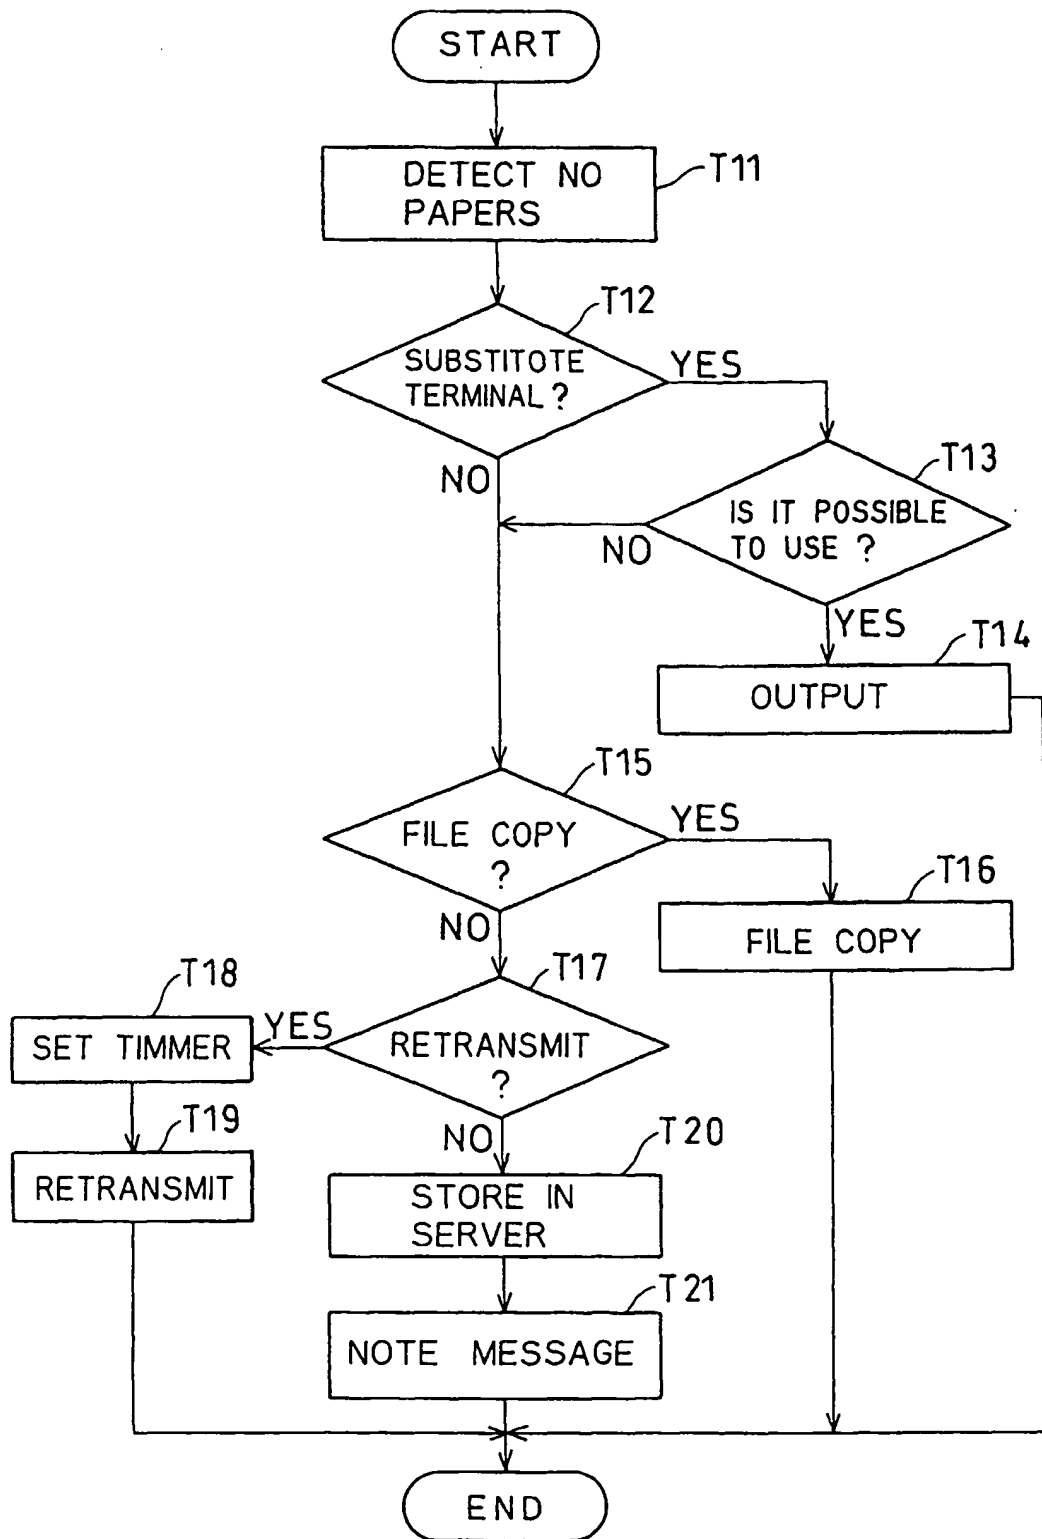 START
DETECT NO
PAPERS
T11
T12
SUBSTITOTE
TERMINAL?
YES
NO
T13
IS IT POSSIBLE
TO USE ?
NO
YES
T14
OUTPUT
T15
FILE COPY
?
YES
NO
T16
FILE COPY
T17
RETRANSMIT
?
YES
NO
T18
SET TIMMER
T19
RETRANSMIT
T20
STORE IN
SERVER
T21
NOTE MESSAGE
END